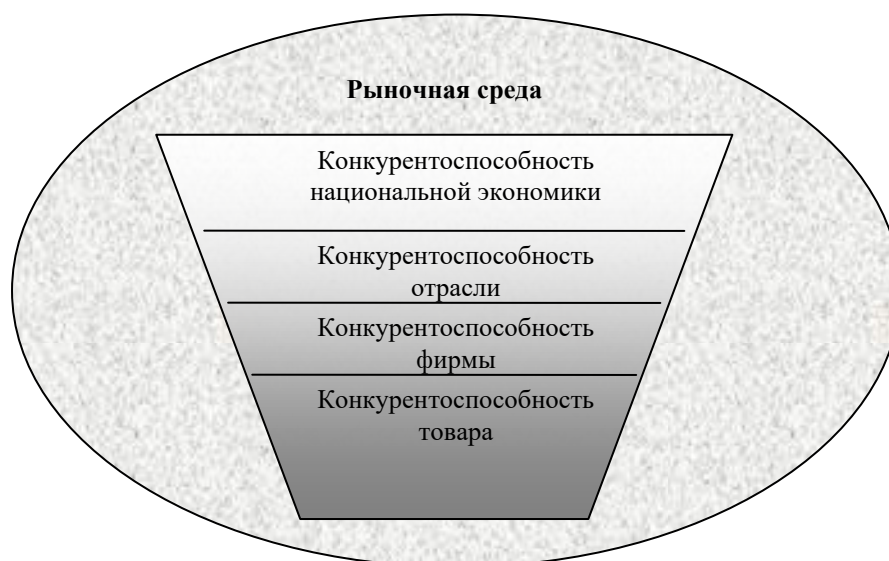 Рыночная среда
Конкурентоспособность
национальной экономики
Конкурентоспособность
отрасли
Конкурентоспособность
фирмы
Конкурентоспособность
товара